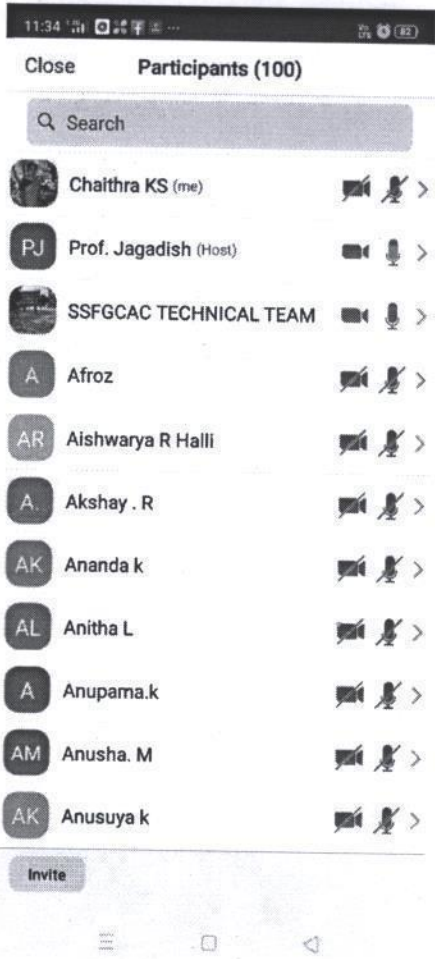 11:34
82
Close Participants (100)
Search
Chaithra KS (me)
PJ Prof. Jagadish (Host)
SSFGCAC TECHNICAL TEAM
A Afroz
AR Aishwarya R Halli
A. Akshay . R
AK Ananda k
AL Anitha L
A Anupama.k
AM Anusha. M
AK Anusuya k
Invite